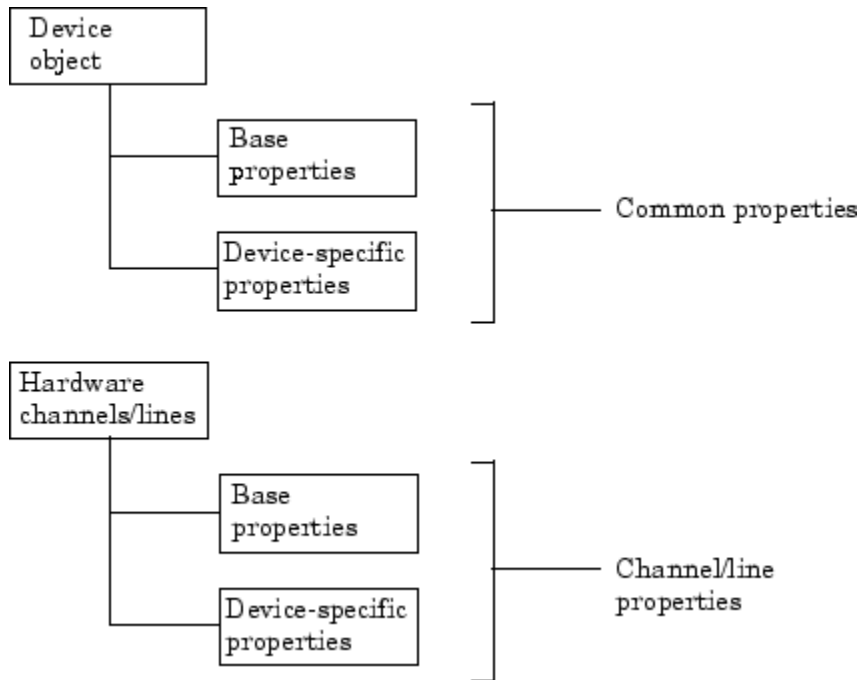 Device
object
Base
properties
Device-specific
properties
Common properties
Hardware
channels/lines
Base
properties
Device-specific
properties
Channel/line
properties